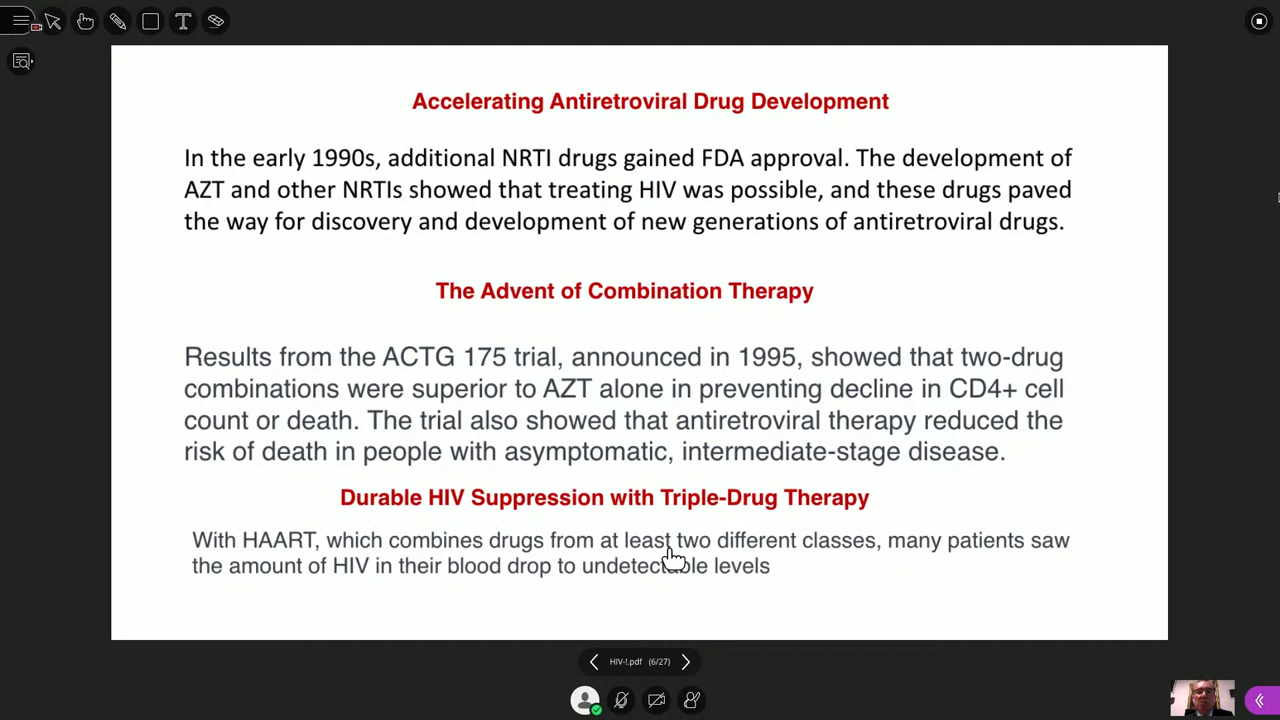 Accelerating Antiretroviral Drug Development
In the early 1990s, additional NRTI drugs gained FDA approval. The development of
AZT and other NRTIs showed that treating HIV was possible, and these drugs paved
the way for discovery and development of new generations of antiretroviral drugs.
The Advent of Combination Therapy
Results from the ACTG 175 trial, announced in 1995, showed that two-drug
combinations were superior to AZT alone in preventing decline in CD4+ cell
count or death. The trial also showed that antiretroviral therapy reduced the
risk of death in people with asymptomatic, intermediate-stage disease.
Durable HIV Suppression with Triple-Drug Therapy
With HAART, which combines drugs from at least two different classes, many patients saw
the amount of HIV in their blood drop to undetectable levels
HIV-!.pdf (6/27)